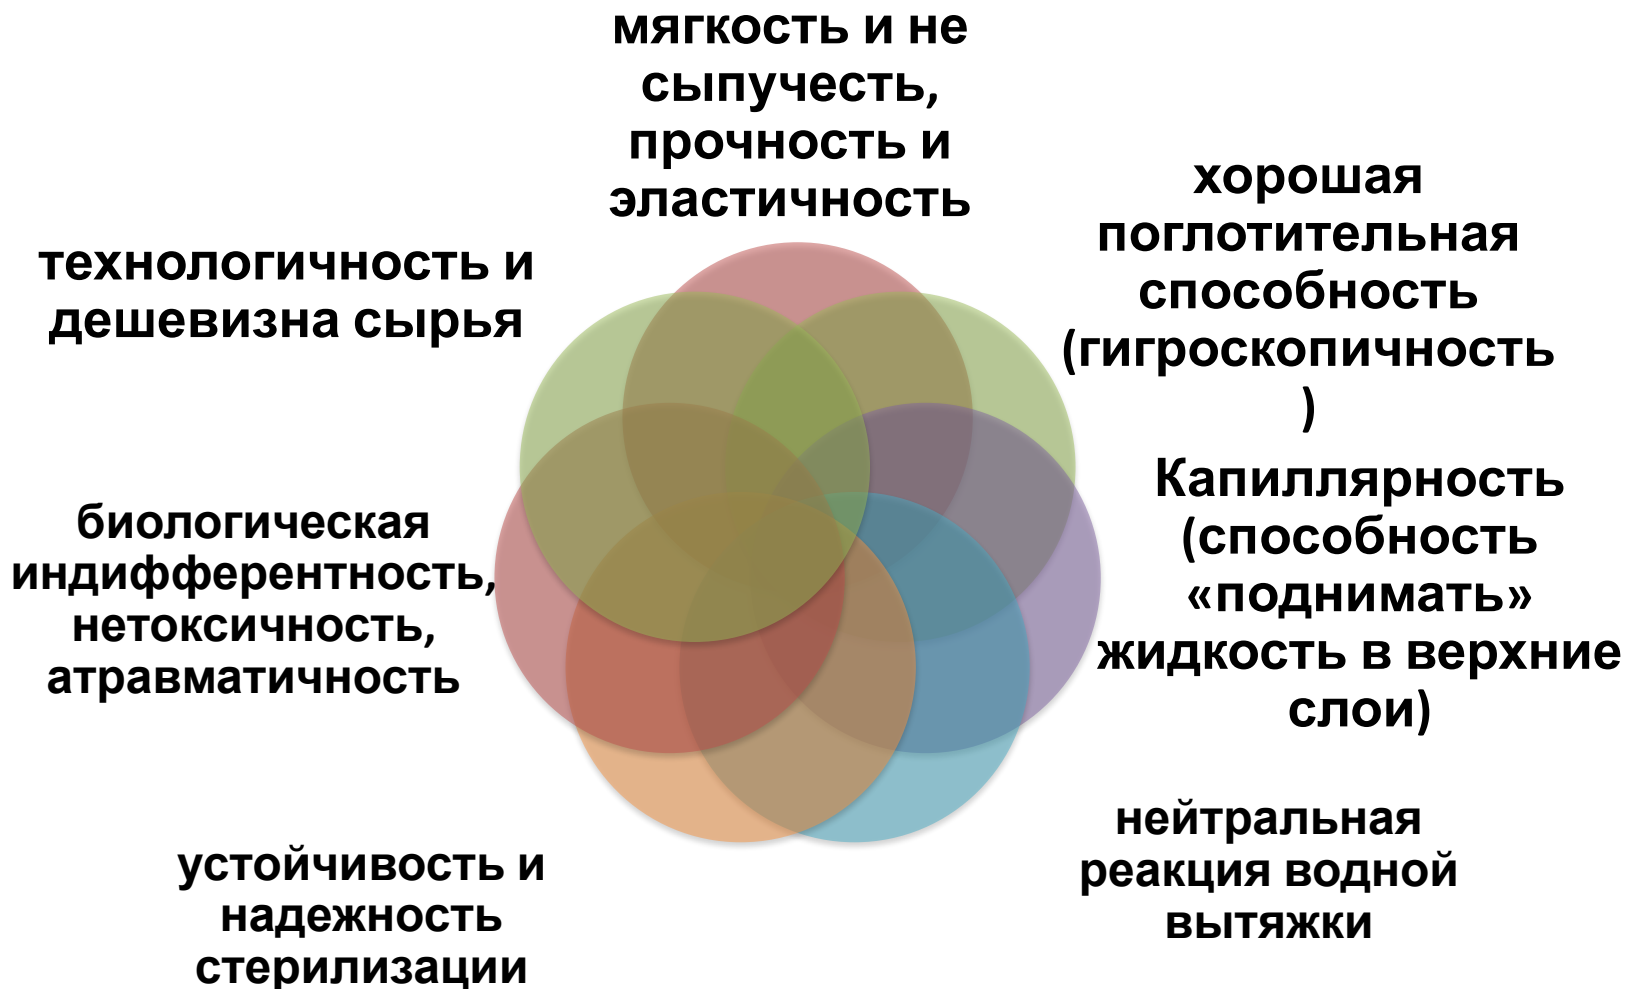 мягкость и не
сыпучесть,
прочность и
эластичность
хорошая
поглотительная
способность
(гигроскопичность
)
Капиллярность
(способность
«поднимать»
жидкость в верхние
слои)
нейтральная
реакция водной
вытяжки
устойчивость и
надежность
стерилизации
биологическая
индифферентность,
нетоксичность,
атравматичность
технологичность и
дешевизна сырья